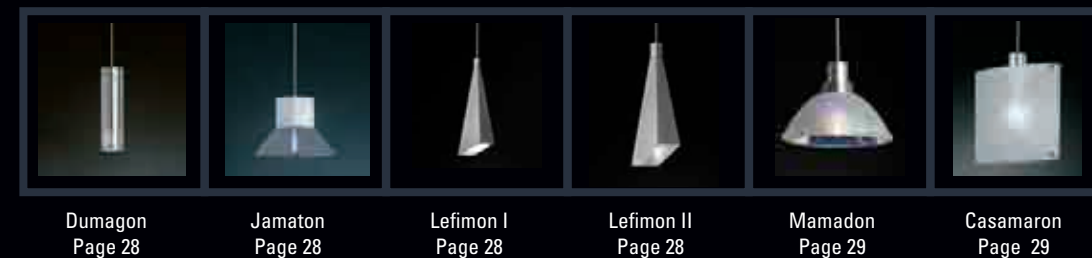 Dumagon
Page 28
Jamaton
Page 28
Lefimon I
Page 28
Lefimon II
Page 28
Mamadon
Page 29
Casamaron
Page 29